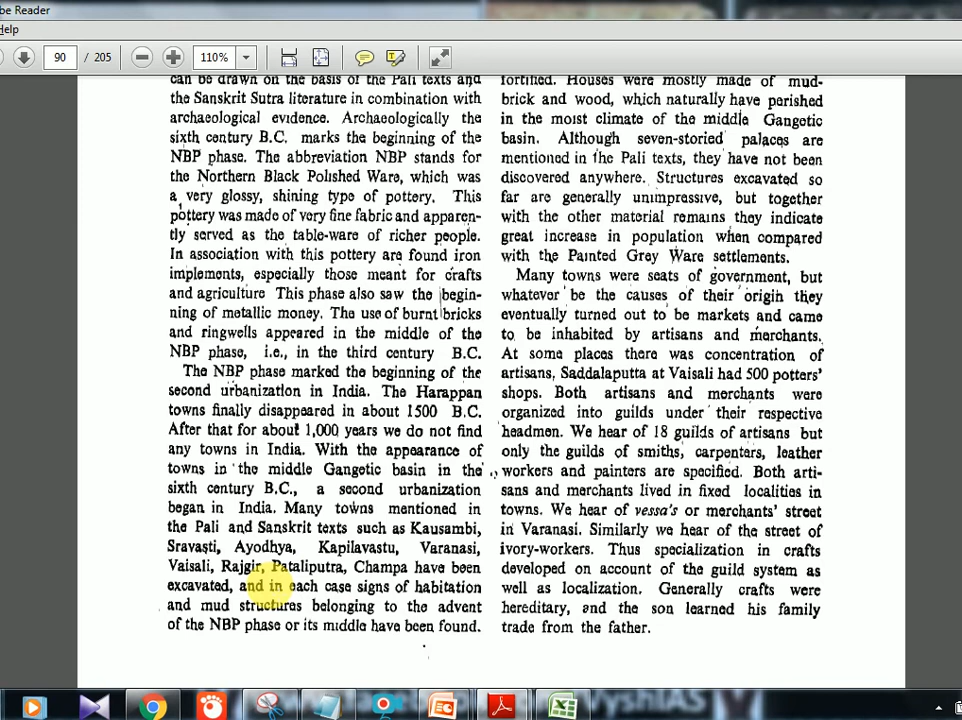 be Reader
Help
90 / 205 110%
can be drawn on the basis of the Pali texts and
the Sanskrit Sutra literature in combination with
archaeological evidence. Archaeologically the
sixth century B.C. marks the beginning of the
NBP phase. The abbreviation NBP stands for
the Northern Black Polished Ware, which was
a very glossy, shining type of pottery. This
pottery was made of very fine fabric and apparen-
tly served as the table-ware of richer people.
In association with this pottery are found iron
implements, especially those meant for crafts
and agriculture This phase also saw the begin-
ning of metallic money. The use of burnt bricks
and ringwells appeared in the middle of the
NBP phase, i.e., in the third century B.C.
The NBP phase marked the beginning of the
second urbanization in India. The Harappan
towns finally disappeared in about 1500 B.C.
After that for about 1,000 years we do not find
any towns in India. With the appearance of
towns in the middle Gangetic basin in the
sixth century B.C., a second urbanization
began in India. Many towns mentioned in
the Pali and Sanskrit texts such as Kausambi,
Sravasti, Ayodhya, Kapilavastu, Varanasi,
Vaisali, Rajgir, Pataliputra, Champa have been
excavated, and in each case signs of habitation
and mud structures belonging to the advent
of the NBP phase or its middle have been found.
fortified. Houses were mostly made of mud-
brick and wood, which naturally have perished
in the moist climate of the middle Gangetic
basin. Although seven-storied palaces are
mentioned in the Pali texts, they have not been
discovered anywhere. Structures excavated so
far are generally unimpressive, but together
with the other material remains they indicate
great increase in population when compared
with the Painted Grey Ware settlements.
Many towns were seats of government, but
whatever be the causes of their origin they
eventually turned out to be markets and came
to be inhabited by artisans and merchants.
At some places there was concentration of
artisans, Saddalaputta at Vaisali had 500 potters'
shops. Both artisans and merchants were
organized into guilds under their respective
headmen. We hear of 18 guilds of artisans but
only the guilds of smiths, carpenters, leather
workers and painters are specified. Both arti-
sans and merchants lived in fixed localities in
towns. We hear of vessa's or merchants' street
in Varanasi. Similarly we hear of the street of
ivory-workers. Thus specialization in crafts
developed on account of the guild system as
well as localization. Generally crafts were
hereditary, and the son learned his family
trade from the father.
VyshIAS